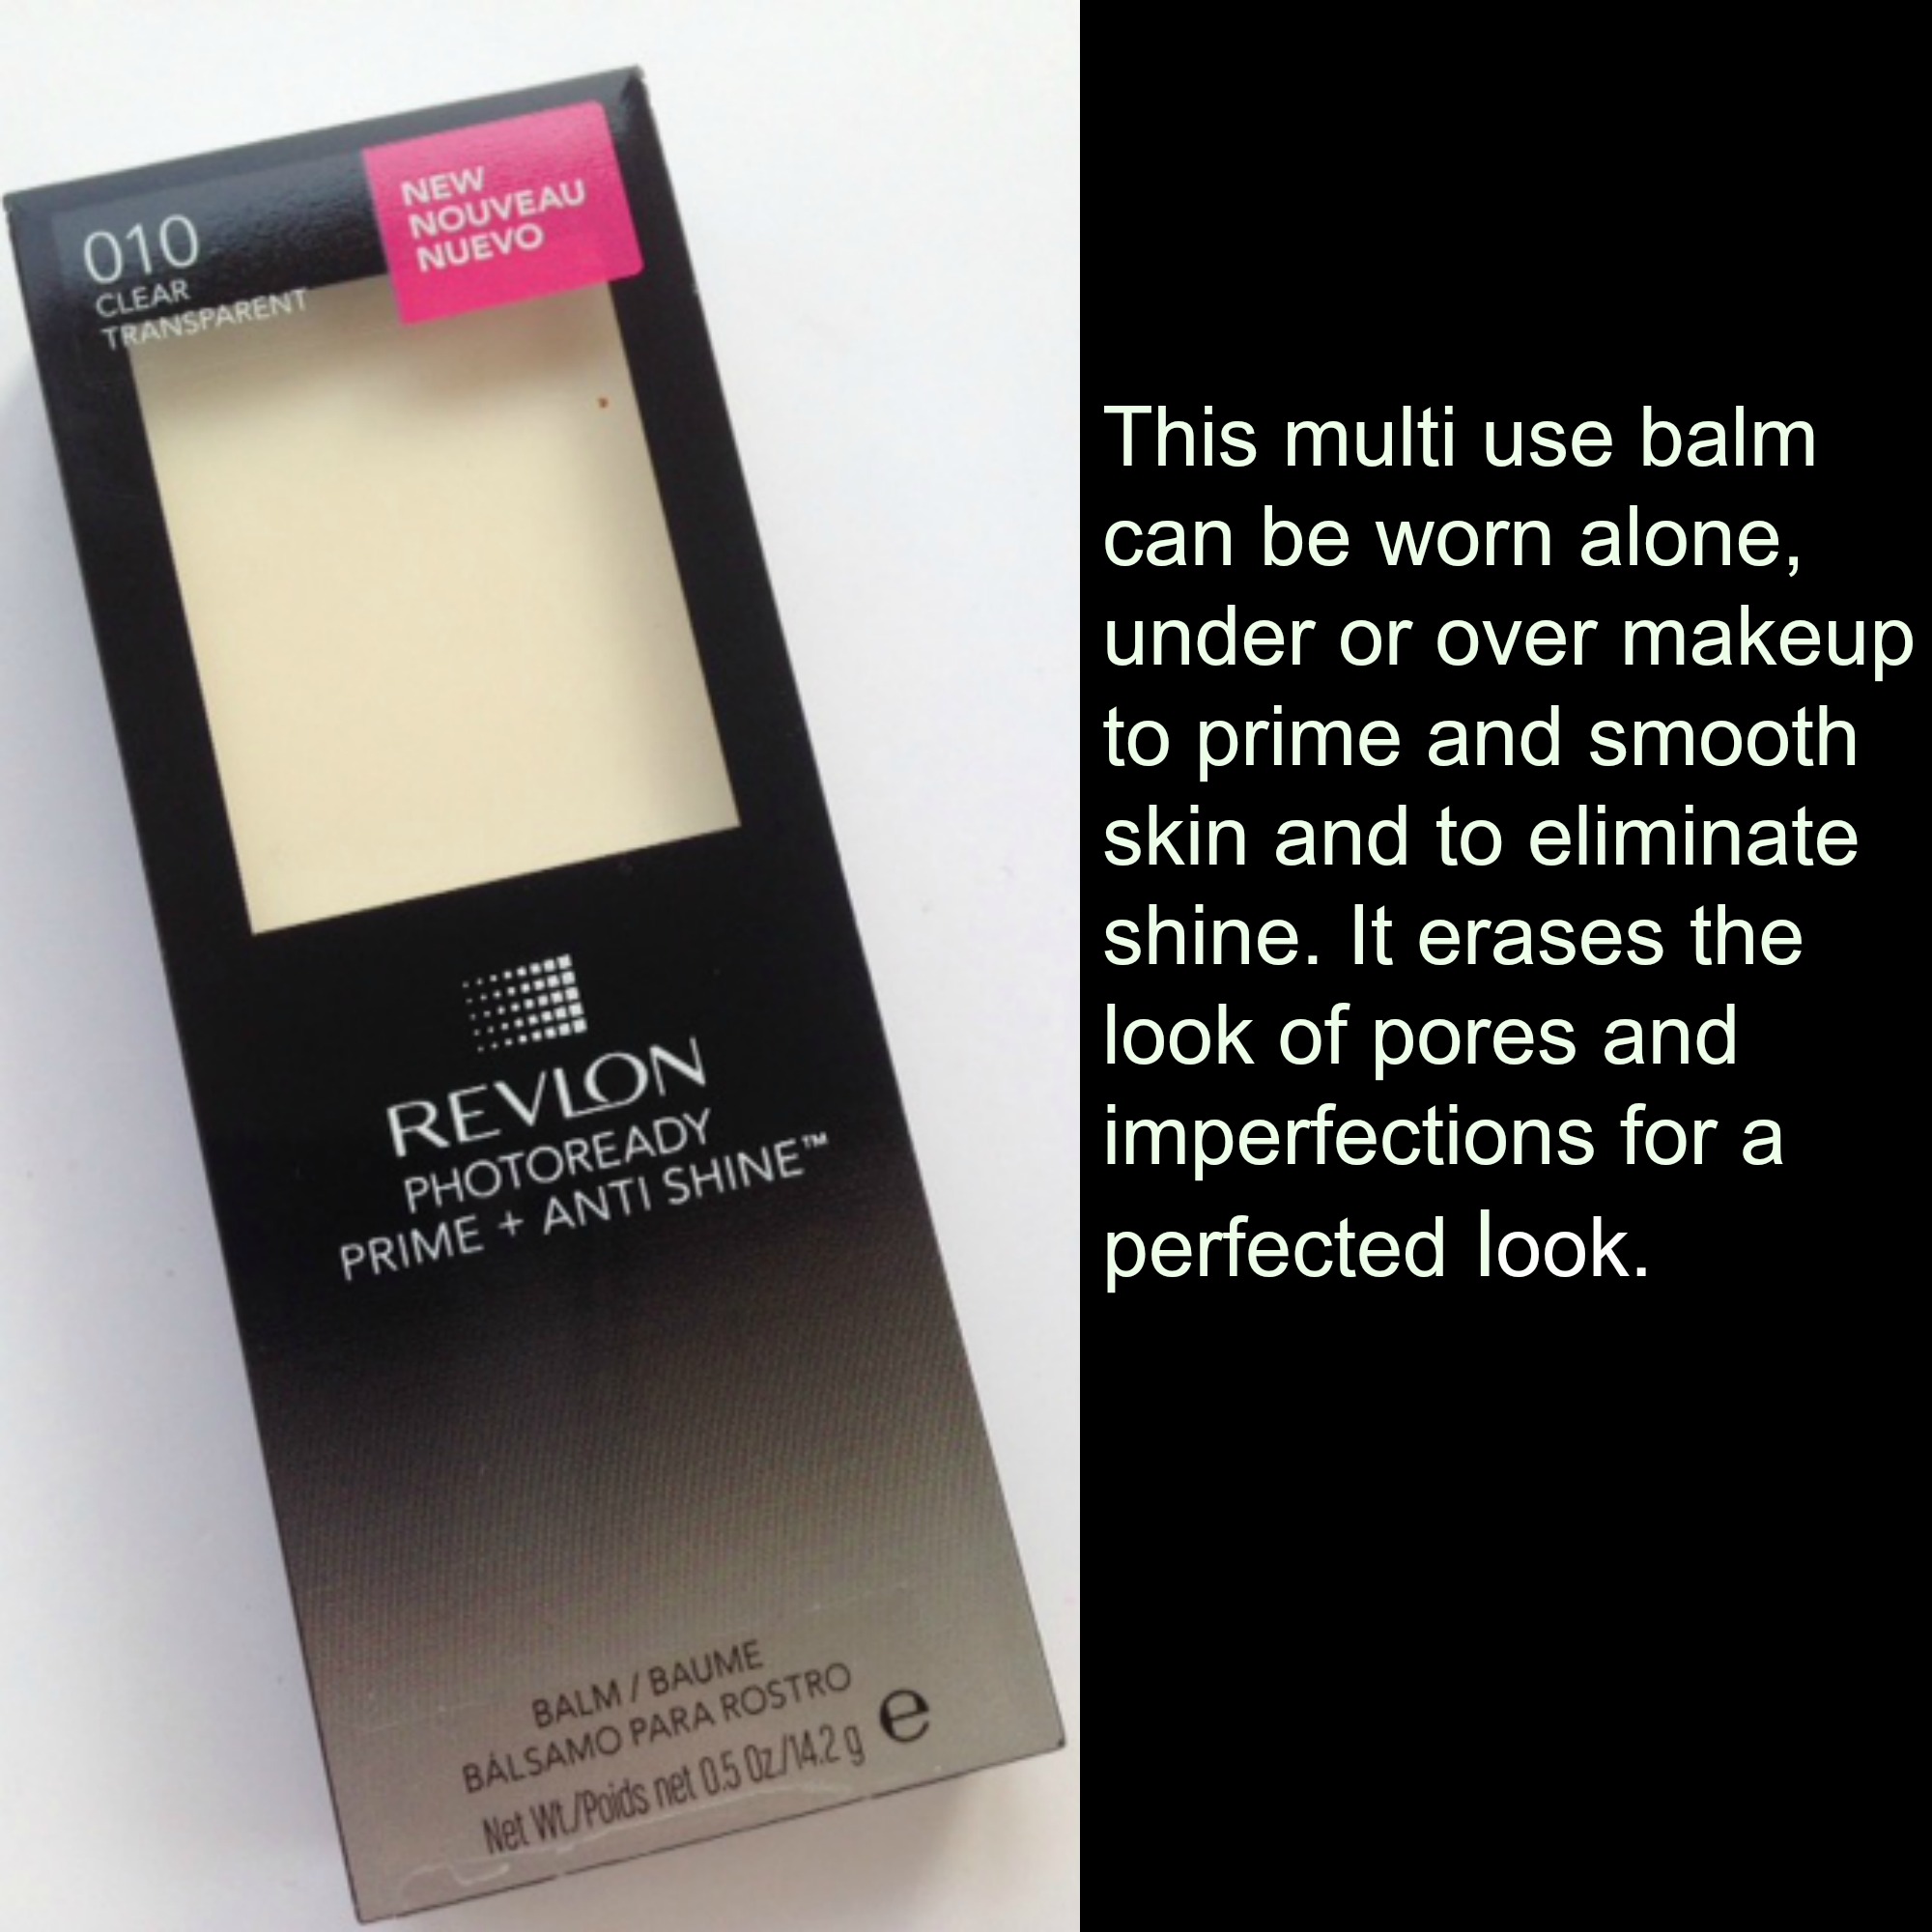 010
CLEAR
TRANSPARENT
NEW
NOUVEAU
NUEVO
REVLON
PHOTOREADY
PRIME + ANTI SHINE™
BALM / BAUME
BÁLSAMO PARA ROSTRO
Net Wt./Poids net 0.5 Oz/14.2 g e
This multi use balm
can be worn alone,
under or over makeup
to prime and smooth
skin and to eliminate
shine. It erases the
look of pores and
imperfections for a
perfected look.